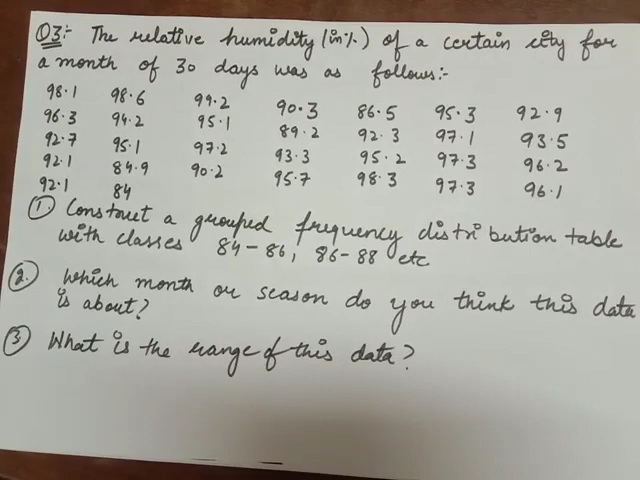 Q3:- The relative humidity (in %) of a certain city for
a month of 30 days was as follows:-
98.1 98.6 99.2 90.3 86.5 95.3 92.9
96.3 94.2 95.1 89.2 92.3 97.1 93.5
92.7 95.1 97.2 93.3 95.2 97.3 96.2
92.1 84.9 90.2 95.7 98.3 97.3 96.1
92.1 84
① Construct a grouped frequency distribution table
with classes 84-86, 86-88 etc
② Which month or season do you think this data
is about?
③ What is the range of this data?